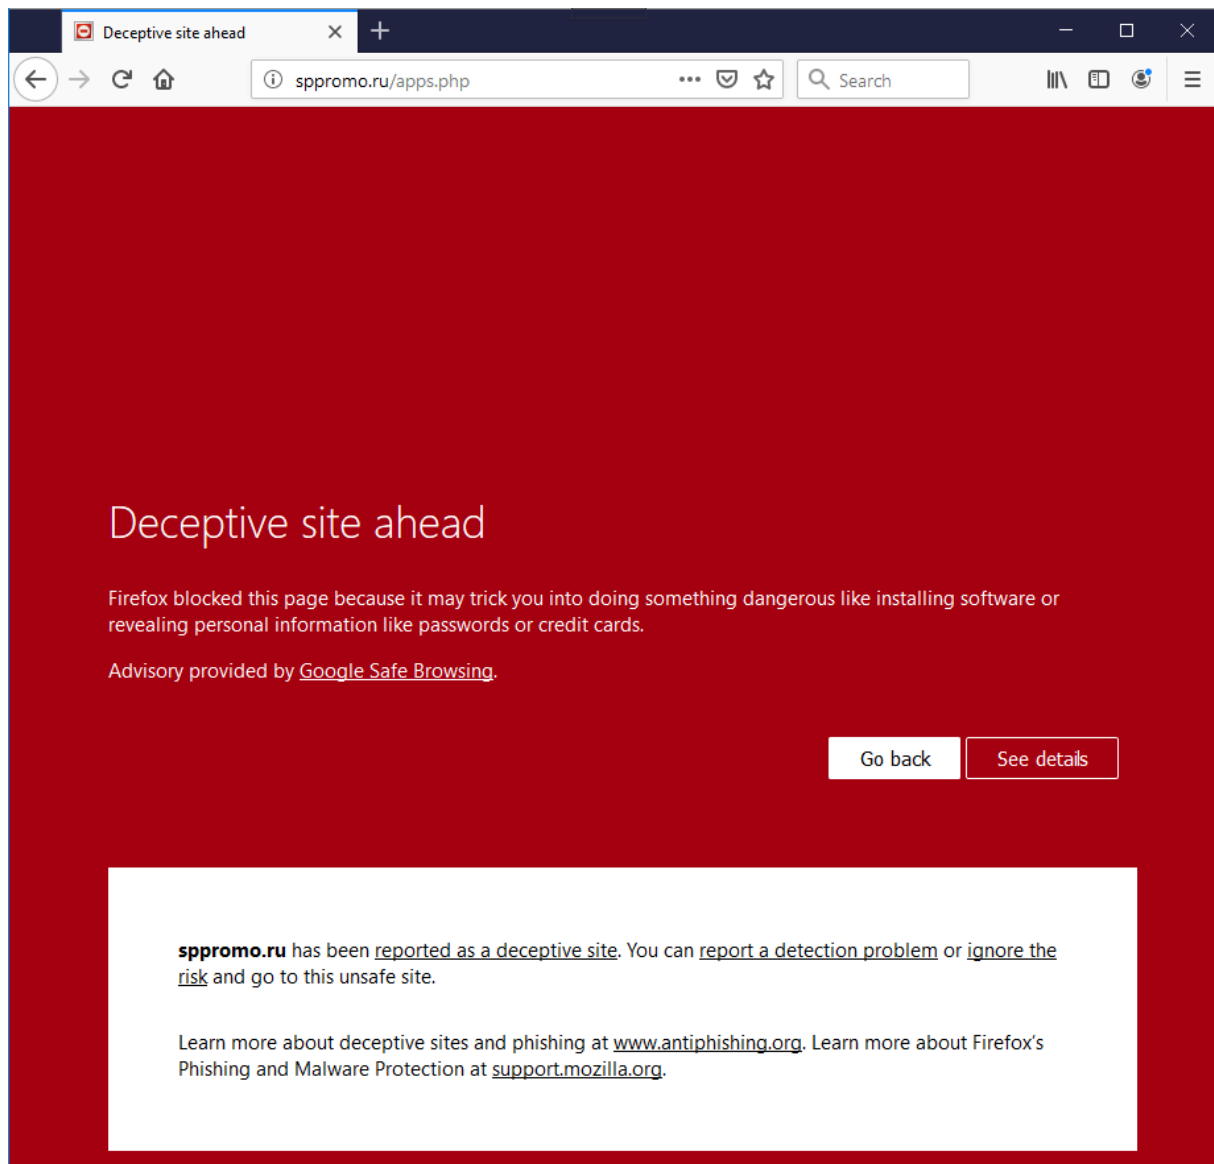 Deceptive site ahead
sppromo.ru/apps.php
Search
Deceptive site ahead
Firefox blocked this page because it may trick you into doing something dangerous like installing software or
revealing personal information like passwords or credit cards.
Advisory provided by Google Safe Browsing.
Go back
See details
sppromo.ru has been reported as a deceptive site. You can report a detection problem or ignore the
risk and go to this unsafe site.
Learn more about deceptive sites and phishing at www.antiphishing.org. Learn more about Firefox’s
Phishing and Malware Protection at support.mozilla.org.